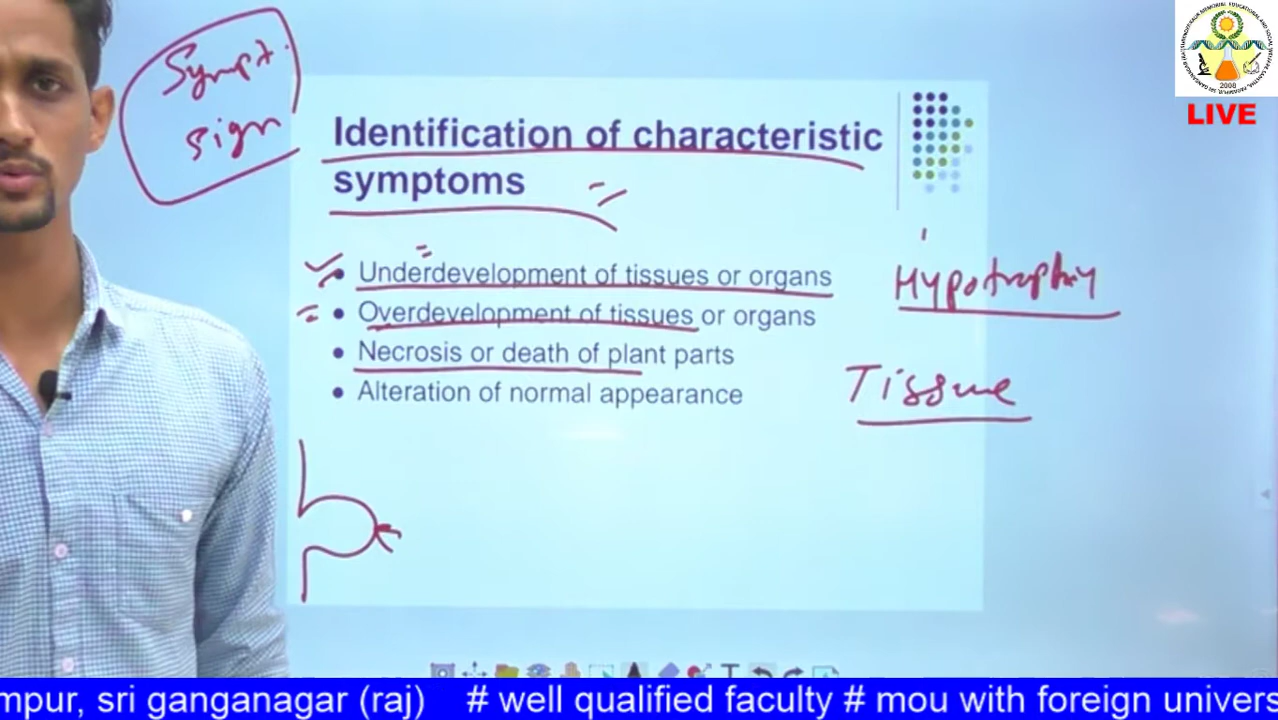 Sympt.
sign
2008
LIVE
Identification of characteristic
symptoms
• Underdevelopment of tissues or organs
• Overdevelopment of tissues or organs
• Necrosis or death of plant parts
• Alteration of normal appearance
Hypotrophy
Tissue
mpur, sri ganganagar (raj) # well qualified faculty # mou with foreign univers